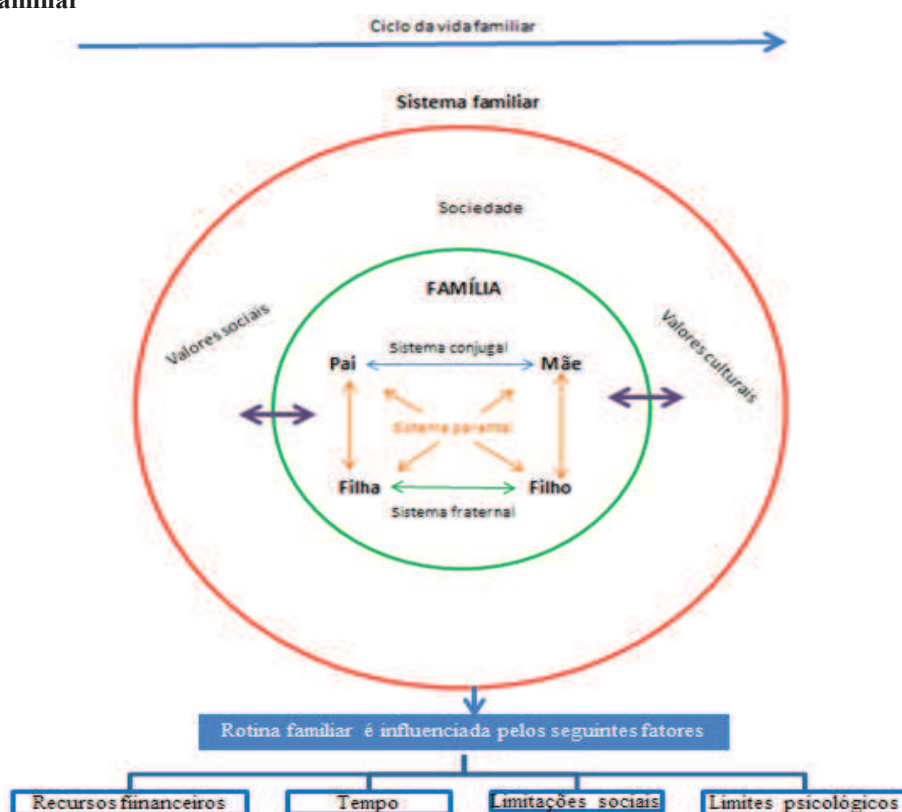 amiliar
Ciclo da vida familiar
Sistema familiar
Sociedade
FAMÍLIA
Valores sociais
Valores culturais
Sistema conjugal
Pai
Mãe
Sistema parental
Filha
Filho
Sistema fraternal
Rotina familiar é influenciada pelos seguintes fatores
Recursos fiinanceiros
Tempo
Limitações sociais
Limites psicológicos